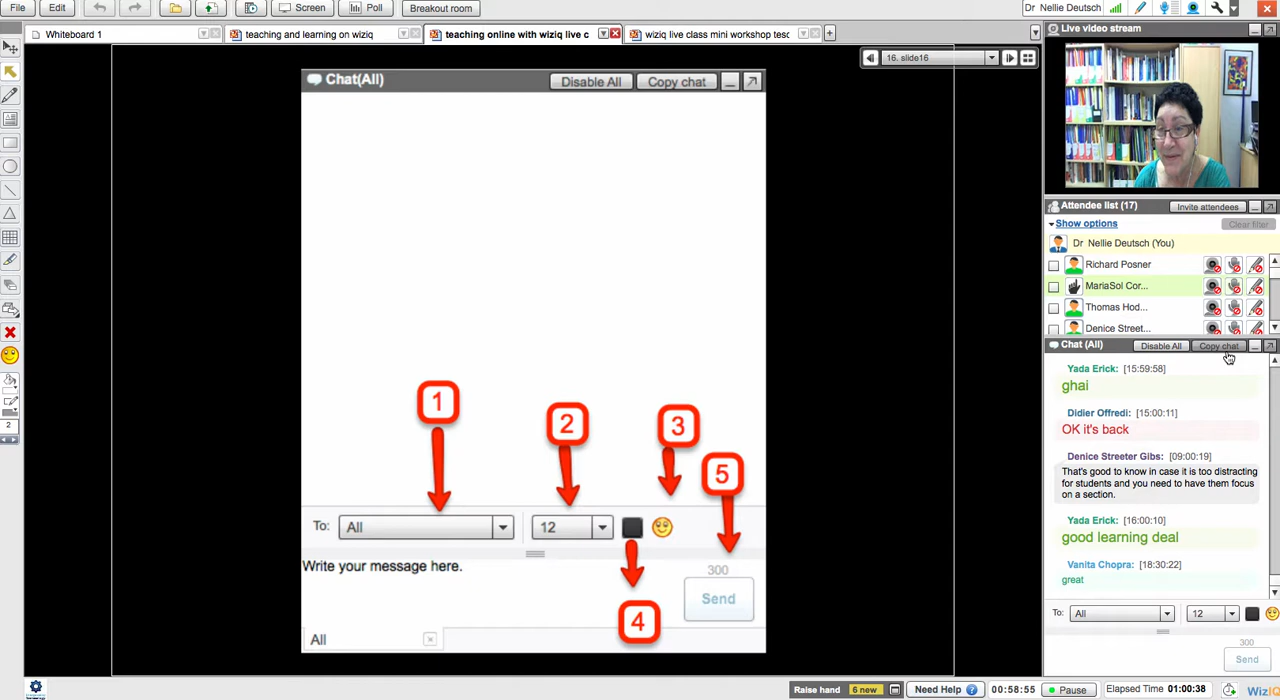 File
Edit
Screen
Poll
Breakout room
Dr Nellie Deutsch
Whiteboard 1
teaching and learning on wiziq
teaching online with wiziq live c
wiziq live class mini workshop tesc
16. slide16
Live video stream
Chat(All)
Disable All
Copy chat
1
2
3
4
5
To:
All
12
Write your message here.
300
Send
All
Attendee list (17)
Invite attendees
Show options
Clear filter
Dr Nellie Deutsch (You)
Richard Posner
MariaSol Cor...
Thomas Hod...
Denice Street...
Chat (All)
Disable All
Copy chat
Yada Erick: [15:59:58]
ghai
Didier Offredi: [15:00:11]
OK it's back
Denice Streeter Gibs: [09:00:19]
That's good to know in case it is too distracting
for students and you need to have them focus
on a section.
Yada Erick: [16:00:10]
good learning deal
Vanita Chopra: [18:30:22]
great
To:
All
12
300
Send
2
Raise hand
6 new
Need Help
?
00:58:55
Pause
Elapsed Time
01:00:38
WizIQ